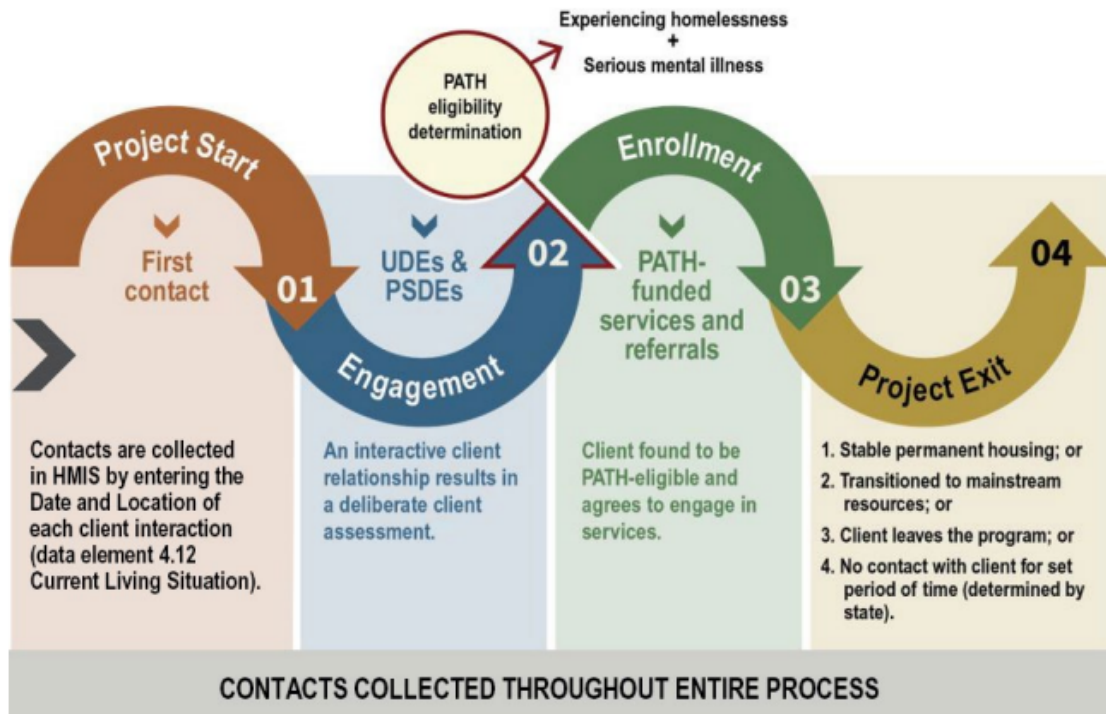 Experiencing homelessness
+
Serious mental illness
PATH
eligibility
determination
Project Start
First
contact
01
Contacts are collected
in HMIS by entering the
Date and Location of
each client interaction
(data element 4.12
Current Living Situation).
UDEs &
PSDEs
02
Engagement
An interactive client
relationship results in
a deliberate client
assessment.
Enrollment
PATH-
funded
services and
referrals
03
Client found to be
PATH-eligible and
agrees to engage in
services.
04
Project Exit
1. Stable permanent housing; or
2. Transitioned to mainstream
resources; or
3. Client leaves the program; or
4. No contact with client for set
period of time (determined by
state).
CONTACTS COLLECTED THROUGHOUT ENTIRE PROCESS